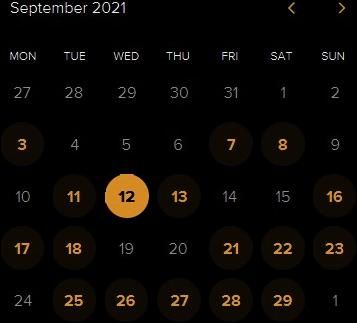 September 2021
MON TUE WED THU FRI SAT SUN
27 28 29 30 31 1 2
3 4 5 6 7 8 9
10 11 12 13 14 15 16
17 18 19 20 21 22 23
24 25 26 27 28 29 1